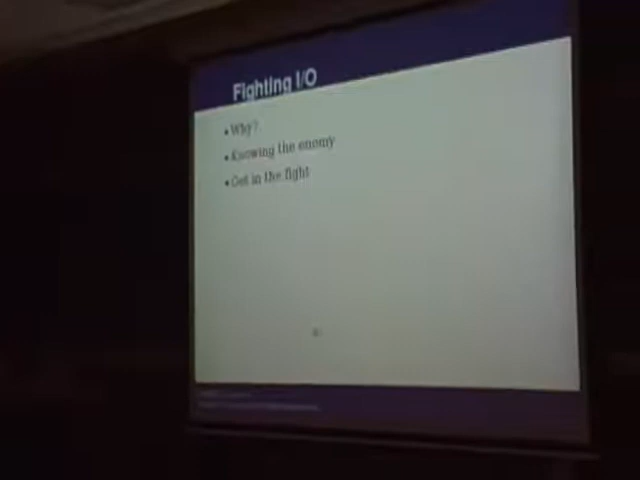 Fighting I/O
• Why?
• Knowing the enemy
• Get in the fight